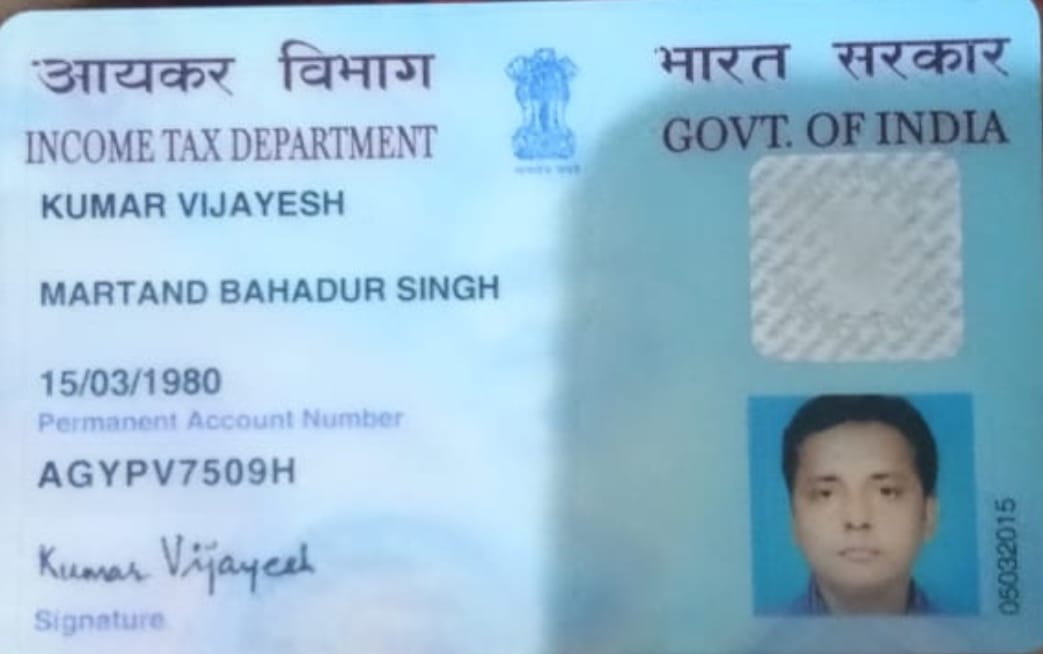 आयकर विभाग
भारत सरकार
INCOME TAX DEPARTMENT
GOVT. OF INDIA
KUMAR VIJAYESH
MARTAND BAHADUR SINGH
15/03/1980
Permanent Account Number
AGYPV7509H
Kumar Vijayesh
Signature
05032015